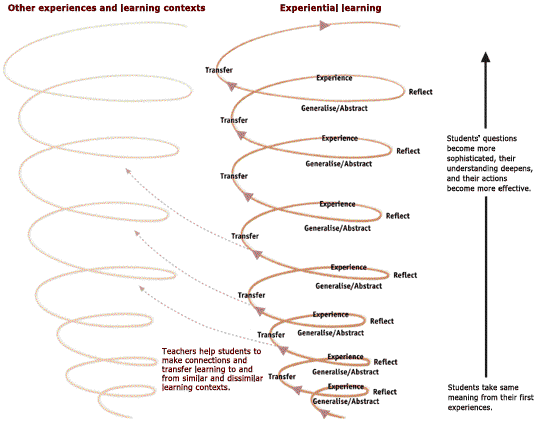 Other experiences and learning contexts
Experiential learning
Transfer
Experience
Reflect
Generalise/Abstract
Transfer
Experience
Reflect
Generalise/Abstract
Transfer
Experience
Reflect
Generalise/Abstract
Transfer
Experience
Reflect
Generalise/Abstract
Transfer
Experience
Reflect
Generalise/Abstract
Transfer
Experience
Reflect
Generalise/Abstract
Transfer
Experience
Reflect
Generalise/Abstract
Students' questions
become more
sophisticated, their
understanding deepens,
and their actions
become more effective.
Teachers help students to
make connections and
transfer learning to and
from similar and dissimilar
learning contexts.
Students take same
meaning from their first
experiences.